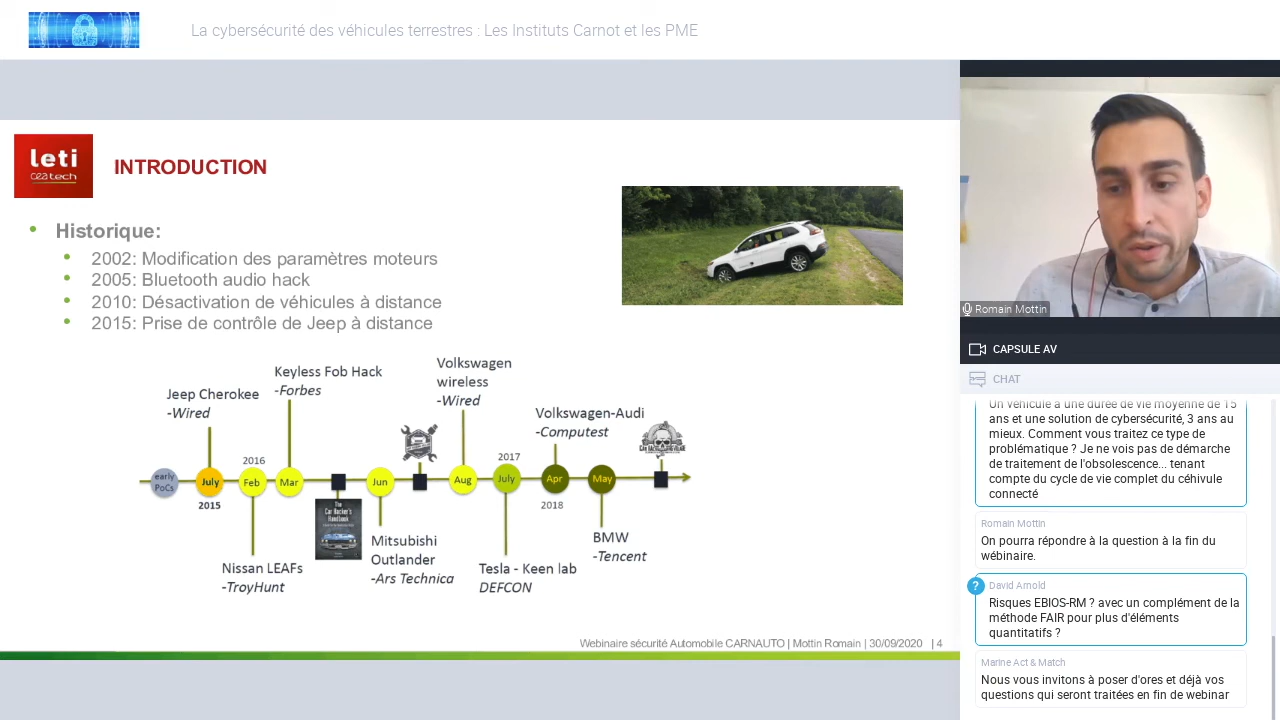 La cybersécurité des véhicules terrestres : Les Instituts Carnot et les PME
leti
cea tech
INTRODUCTION
Historique:
2002: Modification des paramètres moteurs
2005: Bluetooth audio hack
2010: Désactivation de véhicules à distance
2015: Prise de contrôle de Jeep à distance
Jeep Cherokee
-Wired
Keyless Fob Hack
-Forbes
Volkswagen
wireless
-Wired
Volkswagen-Audi
-Computest
2016
2017
early
PoCs
July
Feb
Mar
Jun
Aug
July
Apr
May
2015
2018
The
Car Hacker's
Handbook
Nissan LEAFs
-TroyHunt
Mitsubishi
Outlander
-Ars Technica
Tesla - Keen lab
DEFCON
BMW
-Tencent
Webinaire sécurité Automobile CARNAUTO | Mottin Romain | 30/09/2020 | 4
Romain Mottin
CAPSULE AV
CHAT
Un véhicule a une durée de vie moyenne de 15
ans et une solution de cybersécurité, 3 ans au
mieux. Comment vous traitez ce type de
problématique ? Je ne vois pas de démarche
de traitement de l'obsolescence... tenant
compte du cycle de vie complet du céhivule
connecté
Romain Mottin
On pourra répondre à la question à la fin du
wébinaire.
?
David Arnold
Risques EBIOS-RM ? avec un complément de la
méthode FAIR pour plus d'éléments
quantitatifs ?
Marine Act & Match
Nous vous invitons à poser d'ores et déjà vos
questions qui seront traitées en fin de webinar